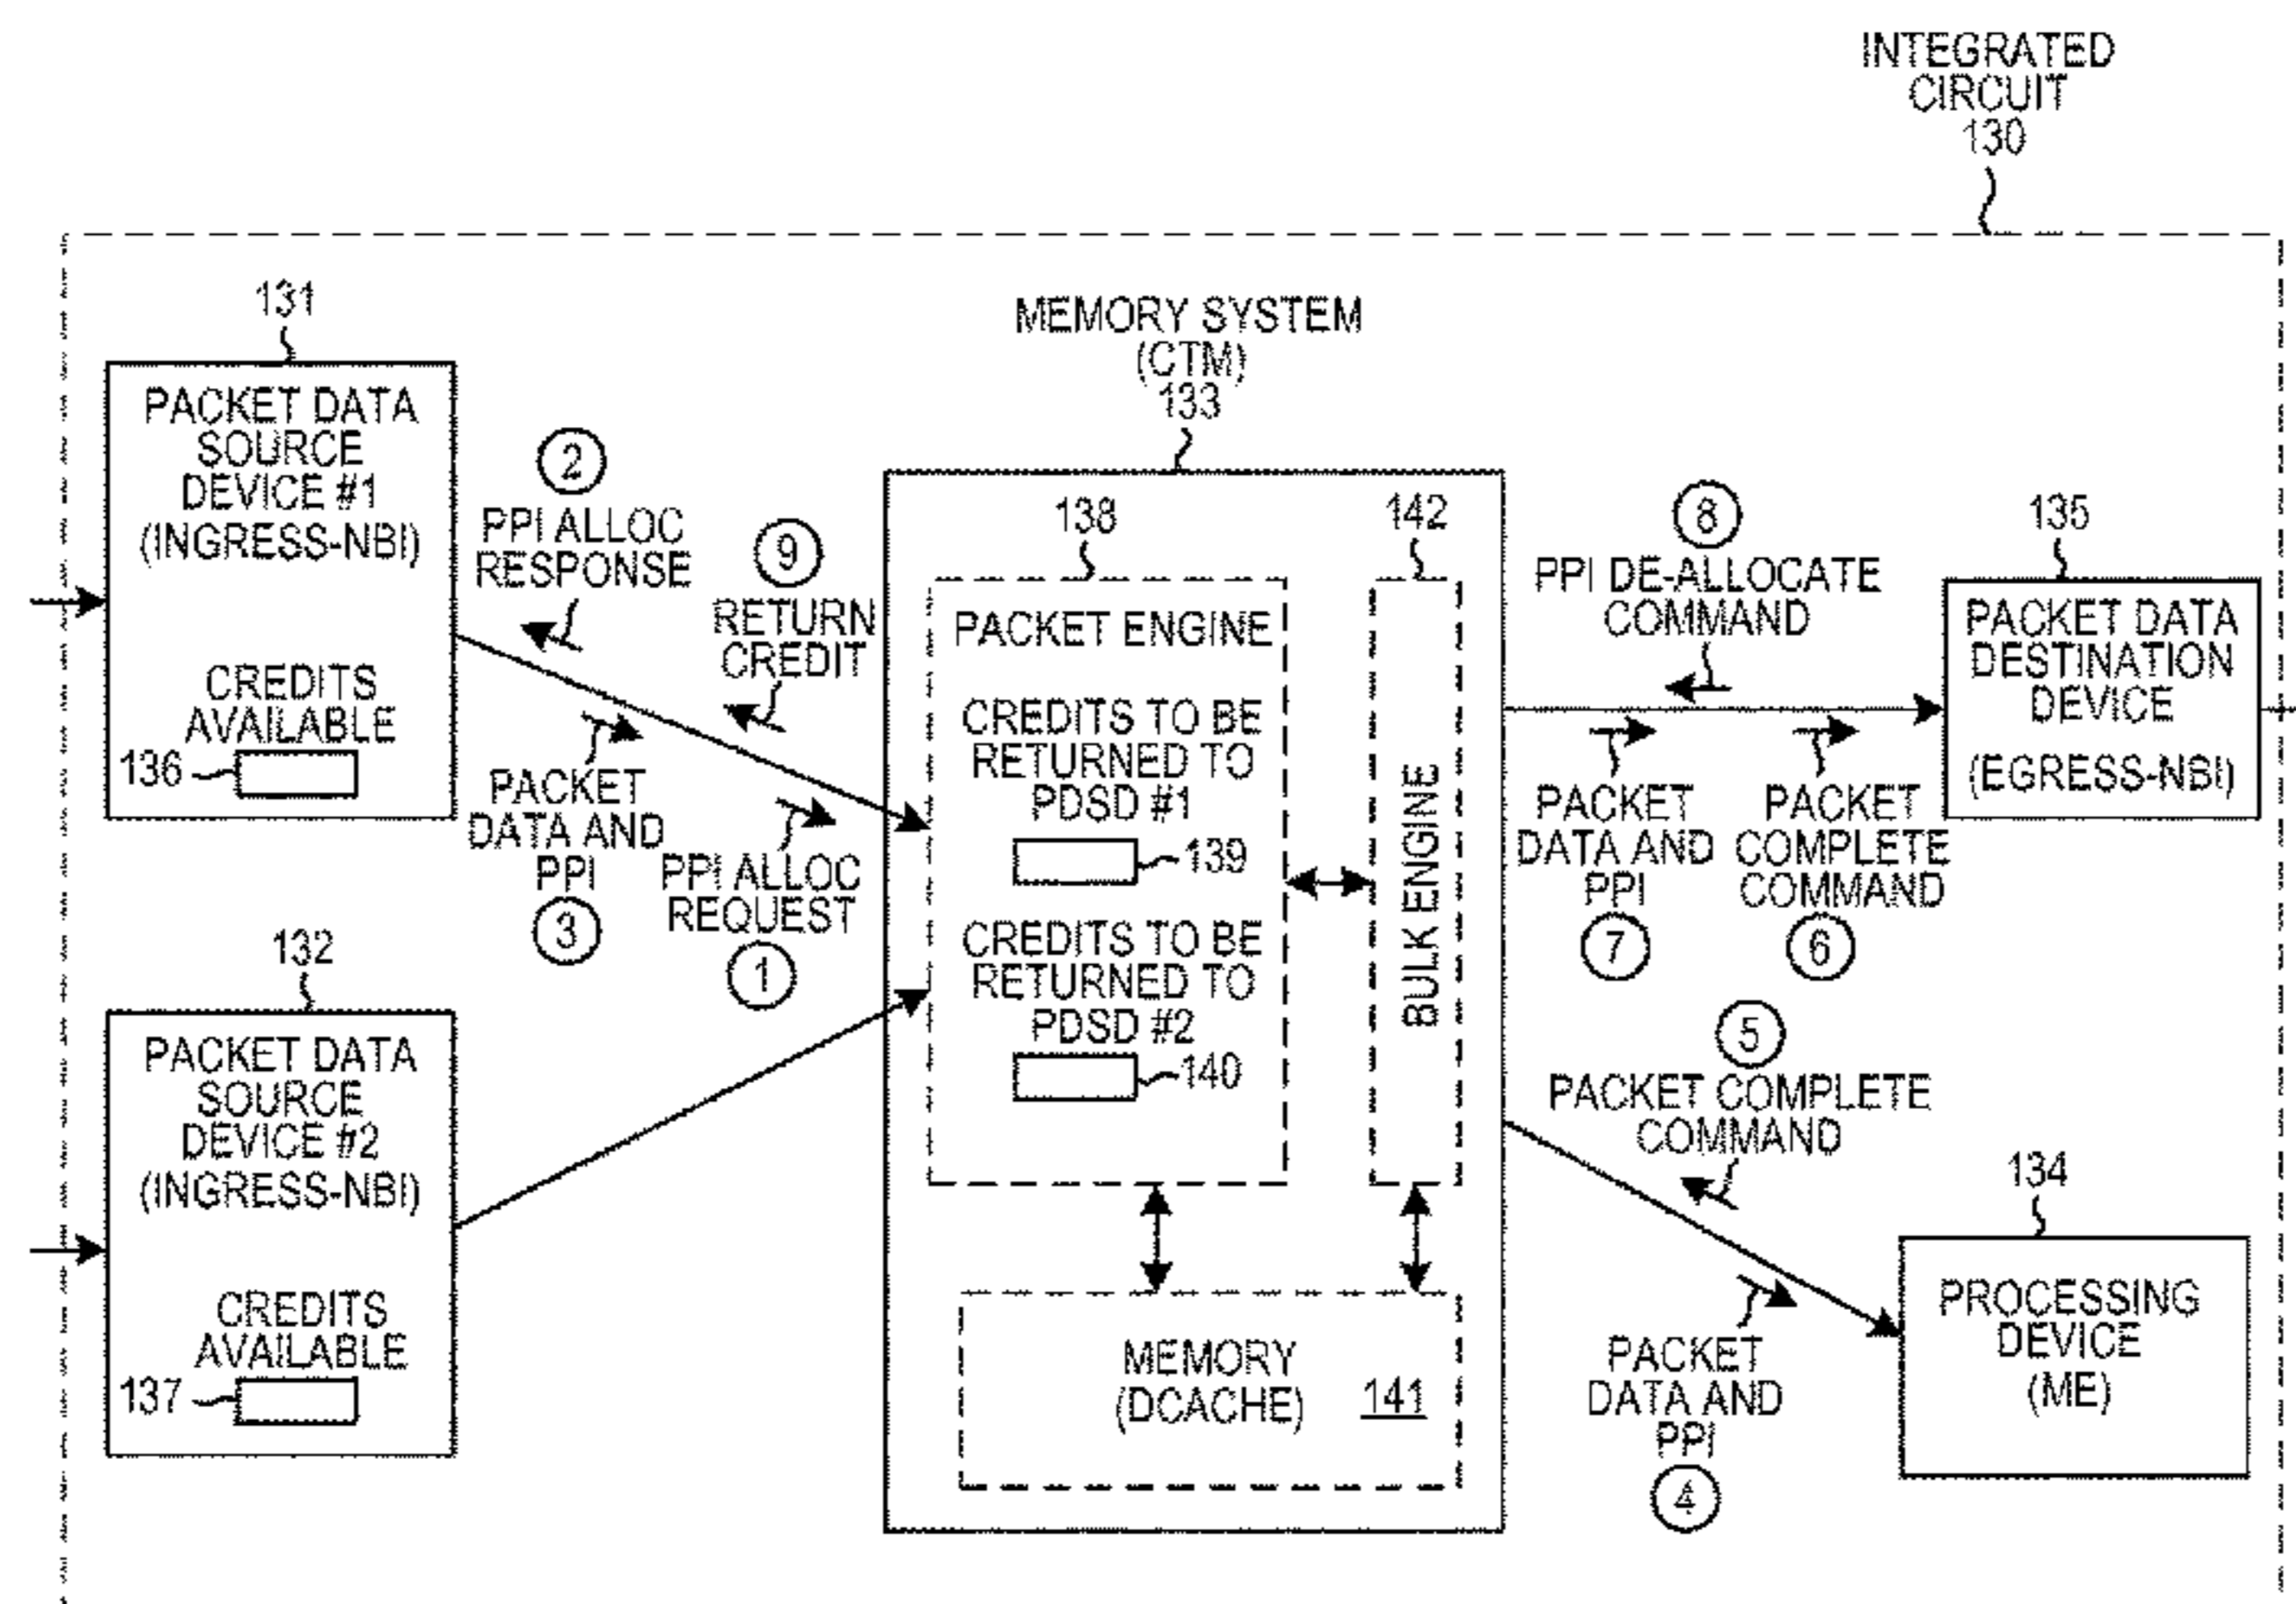 INTEGRATED
CIRCUIT
130
131
PACKET DATA
SOURCE
DEVICE #1
(INGRESS-NBI)
CREDITS
AVAILABLE
136
2
PPI ALLOC
RESPONSE
9
RETURN
CREDIT
PACKET
DATA AND
PPI
3
PPI ALLOC
REQUEST
1
132
PACKET DATA
SOURCE
DEVICE #2
(INGRESS-NBI)
CREDITS
AVAILABLE
137
MEMORY SYSTEM
(CTM)
133
138
PACKET ENGINE
CREDITS TO BE
RETURNED TO
PDSD #1
139
CREDITS TO BE
RETURNED TO
PDSD #2
140
142
BULK ENGINE
MEMORY
(DCACHE)
141
8
PPI DE-ALLOCATE
COMMAND
PACKET
DATA AND
PPI
7
PACKET
COMPLETE
COMMAND
6
135
PACKET DATA
DESTINATION
DEVICE
(EGRESS-NBI)
5
PACKET COMPLETE
COMMAND
PACKET
DATA AND
PPI
4
134
PROCESSING
DEVICE
(ME)